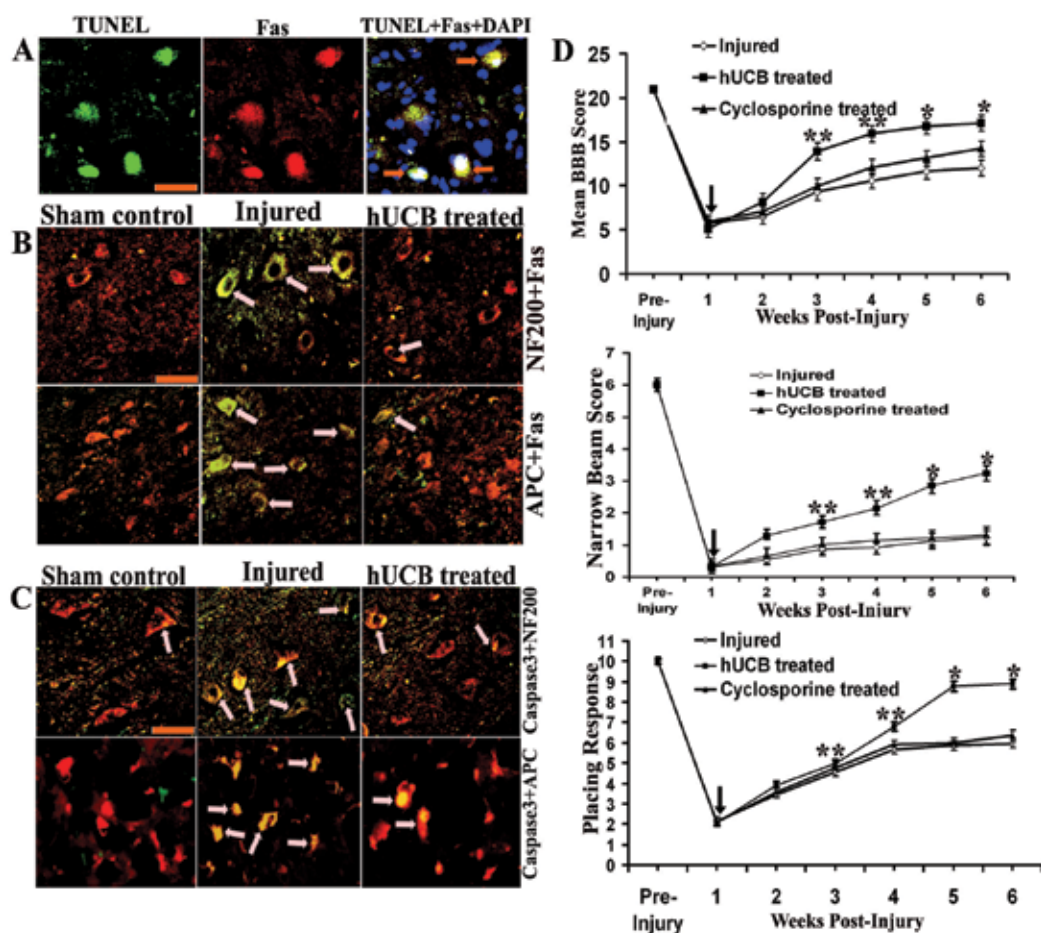 A
TUNEL
Fas
TUNEL+Fas+DAPI
B
Sham control
Injured
hUCB treated
NF200+Fas
APC+Fas
C
Sham control
Injured
hUCB treated
Caspase3+NF200
Caspase3+APC
D
Injured
hUCB treated
Cyclosporine treated
Mean BBB Score
25
20
15
10
5
0
** ** * *
Pre-
Injury
1 2 3 4 5 6
Weeks Post-Injury
Injured
hUCB treated
Cyclosporine treated
Narrow Beam Score
7
6
5
4
3
2
1
0
** ** * *
Pre-
Injury
1 2 3 4 5 6
Weeks Post-Injury
Injured
hUCB treated
Cyclosporine treated
Placing Response
11
10
9
8
7
6
5
4
3
2
1
0
** ** * *
Pre-
Injury
1 2 3 4 5 6
Weeks Post-Injury